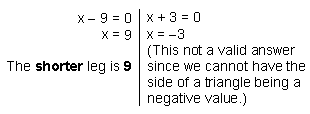 x – 9 = 0
x = 9
The shorter leg is 9
x + 3 = 0
x = –3
(This not a valid answer
since we cannot have the
side of a triangle being a
negative value.)